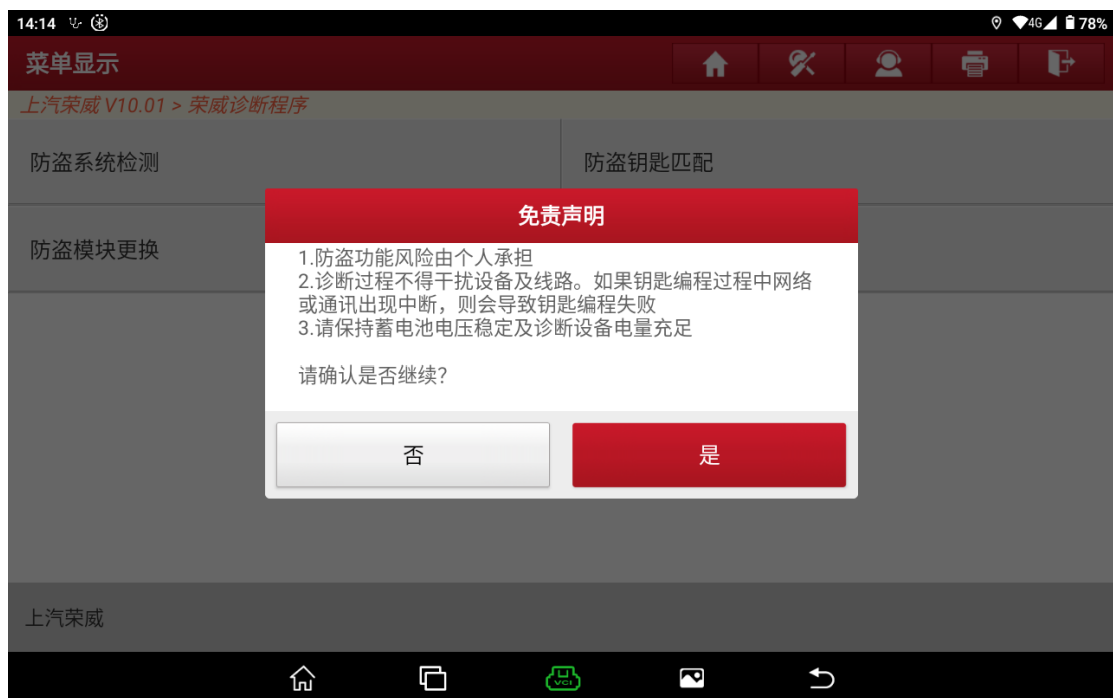 14:14 4G 78%
菜单显示
上汽荣威 V10.01 > 荣威诊断程序
防盗系统检测 防盗钥匙匹配
防盗模块更换
免责声明
1.防盗功能风险由个人承担
2.诊断过程不得干扰设备及线路。如果钥匙编程过程中网络
或通讯出现中断，则会导致钥匙编程失败
3.请保持蓄电池电压稳定及诊断设备电量充足
请确认是否继续？
否 是
上汽荣威
VCI